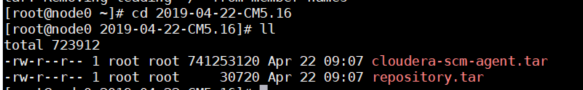 [root@node0 ~]# cd 2019-04-22-CM5.16
[root@node0 2019-04-22-CM5.16]# ll
total 723912
-rw-r--r-- 1 root root 741253120 Apr 22 09:07 cloudera-scm-agent.tar
-rw-r--r-- 1 root root     30720 Apr 22 09:07 repository.tar
[root@node0 2019-04-22-CM5.16]#